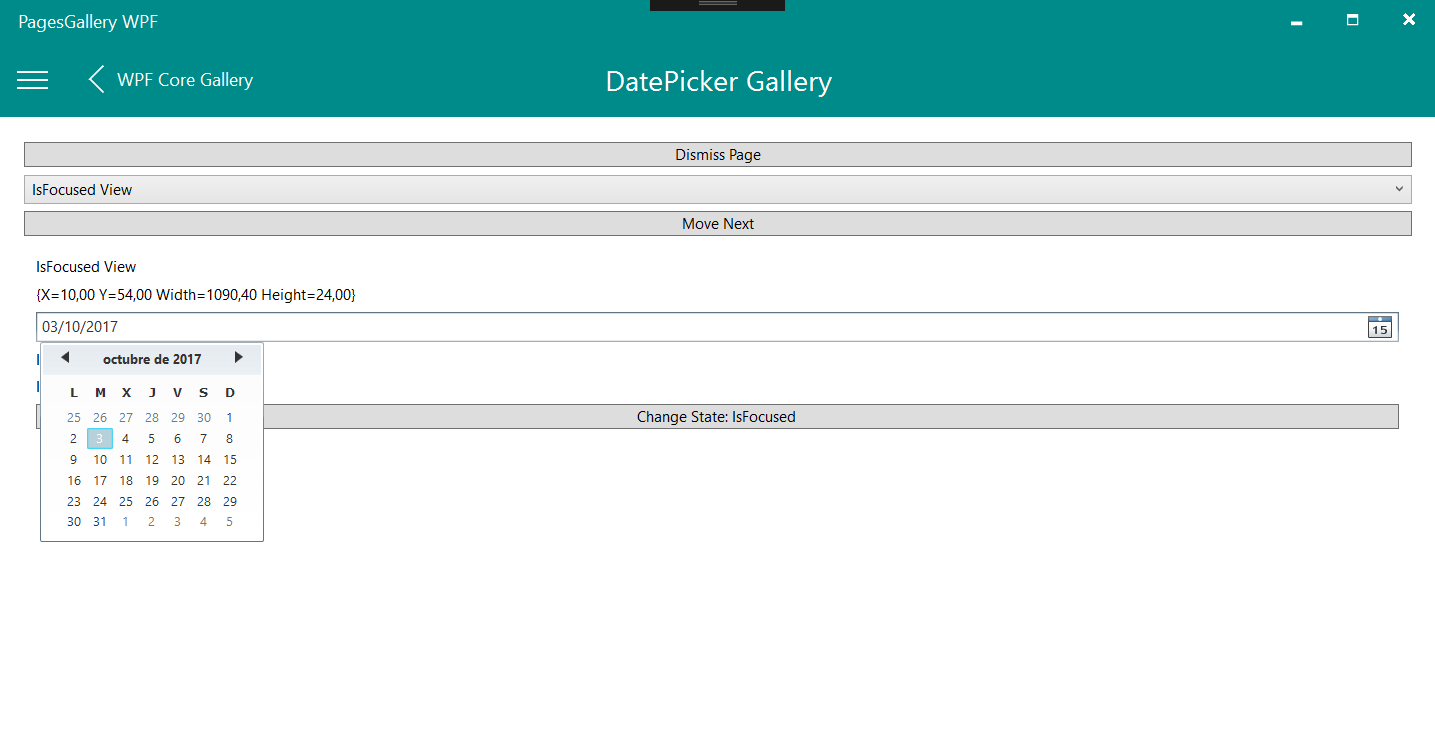 PagesGallery WPF
WPF Core Gallery
DatePicker Gallery
Dismiss Page
IsFocused View
Move Next
IsFocused View
{X=10,00 Y=54,00 Width=1090,40 Height=24,00}
03/10/2017
15
octubre de 2017
L M X J V S D
25 26 27 28 29 30 1
2 3 4 5 6 7 8
9 10 11 12 13 14 15
16 17 18 19 20 21 22
23 24 25 26 27 28 29
30 31 1 2 3 4 5
Change State: IsFocused